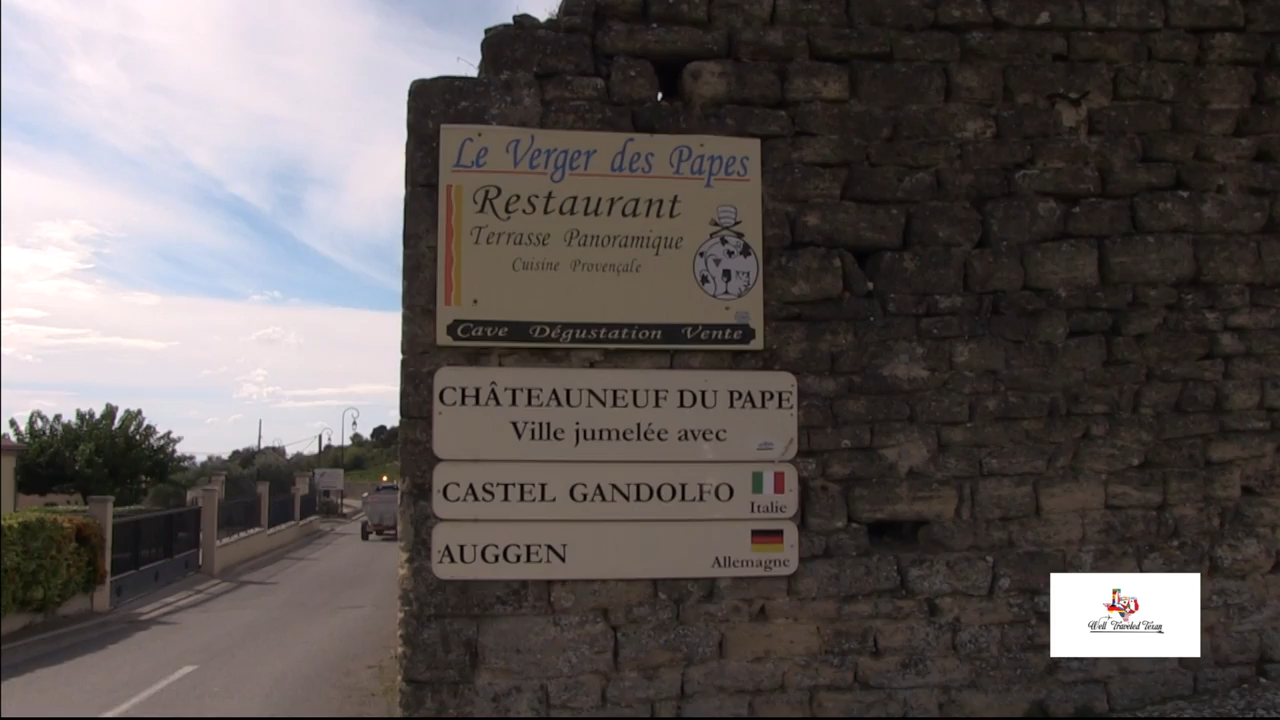 Le Verger des Papes
Restaurant
Terrasse Panoramique
Cuisine Provençale
Cave Dégustation Vente
CHÂTEAUNEUF DU PAPE
Ville jumelée avec
CASTEL GANDOLFO
Italie
AUGGEN
Allemagne
Well Traveled Texan